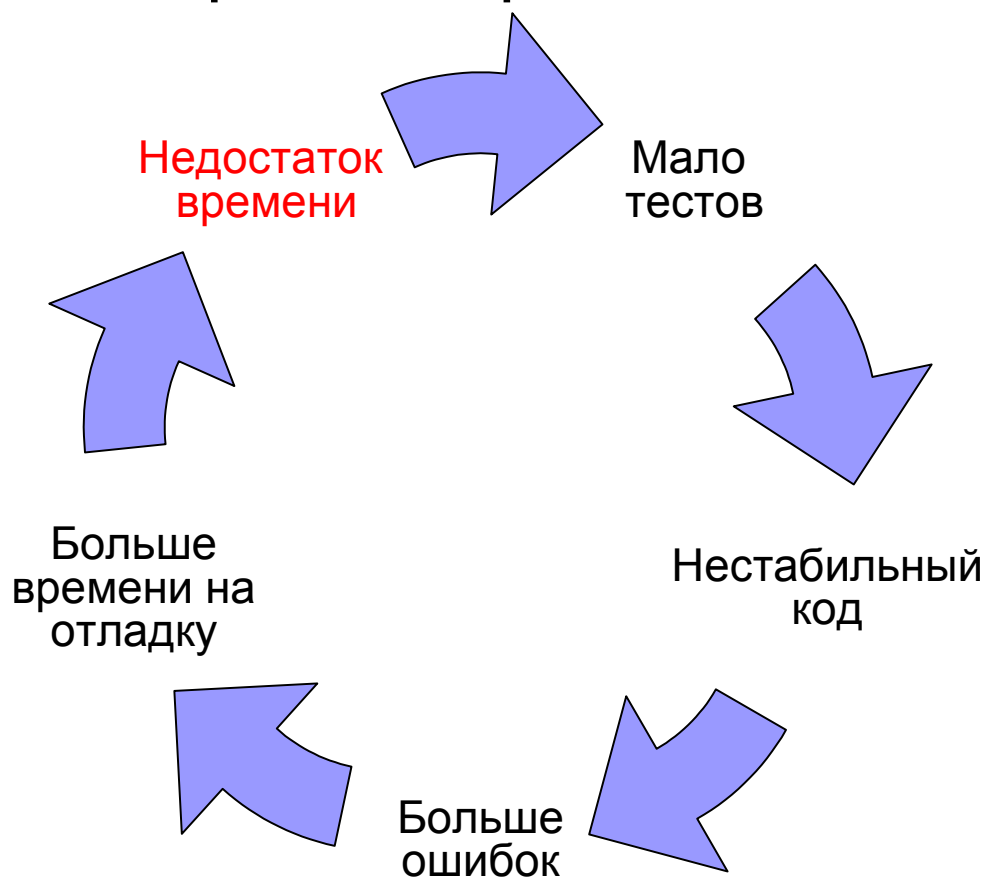 Недостаток
времени
Мало
тестов
Нестабильный
код
Больше
ошибок
Больше
времени на
отладку